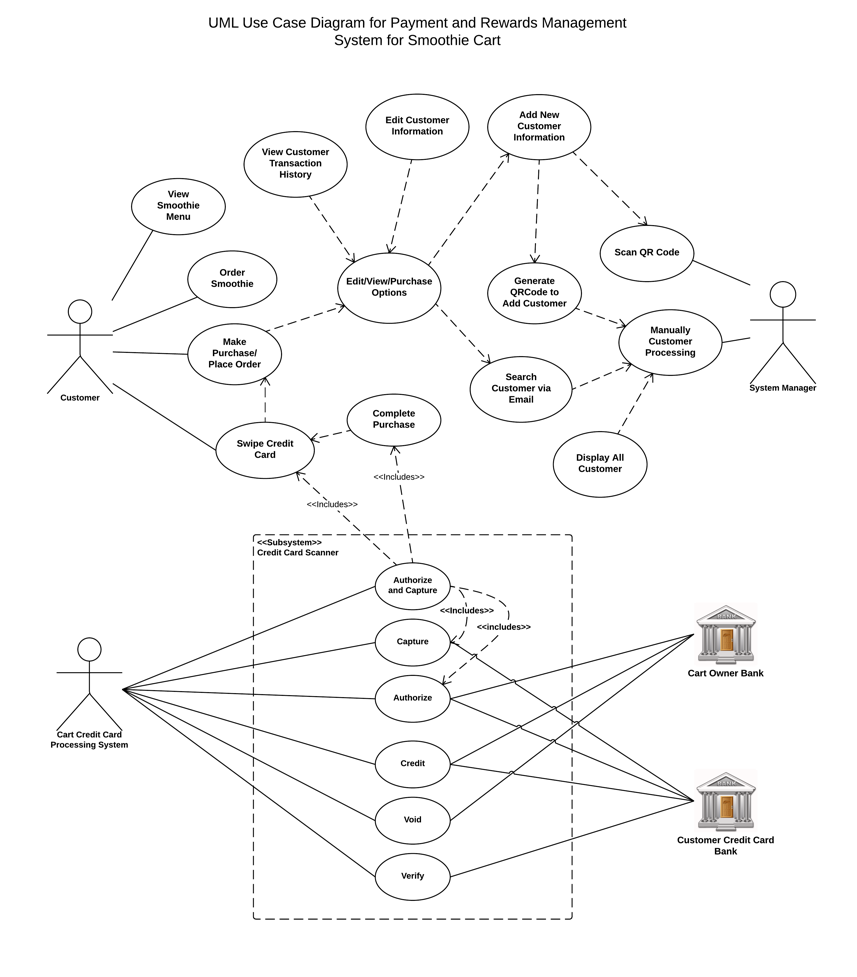 UML Use Case Diagram for Payment and Rewards Management
System for Smoothie Cart
Edit Customer
Information
Add New
Customer
Information
View Customer
Transaction
History
View
Smoothie
Menu
Scan QR Code
Order
Smoothie
Edit/View/Purchase
Options
Generate
QRCode to
Add Customer
Make
Purchase/
Place Order
Manually
Customer
Processing
Customer
System Manager
Search
Customer via
Email
Complete
Purchase
Swipe Credit
Card
Display All
Customer
<<Includes>>
<<Includes>>
<<Subsystem>>
Credit Card Scanner
Authorize
and Capture
<<Includes>>
<<includes>>
Capture
Authorize
Cart Owner Bank
Cart Credit Card
Processing System
Credit
Void
Customer Credit Card
Bank
Verify